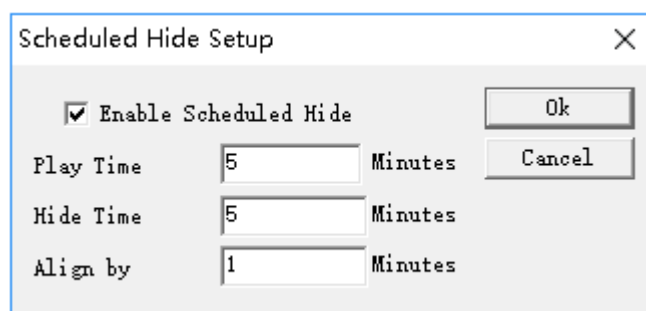 Scheduled Hide Setup
Enable Scheduled Hide
Ok
Play Time 5 Minutes
Cancel
Hide Time 5 Minutes
Align by 1 Minutes